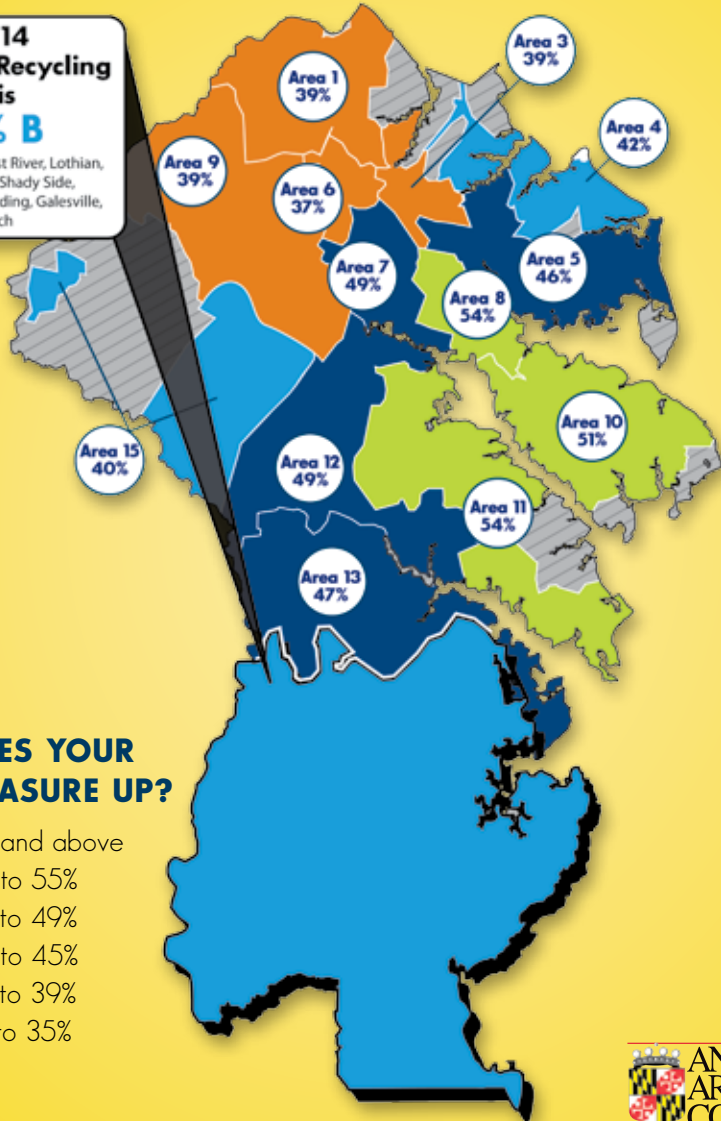 14
Recycling
is
% B
st River, Lothian,
Shady Side,
ding, Galesville,
ch
Area 1
39%
Area 3
39%
Area 4
42%
Area 9
39%
Area 6
37%
Area 7
49%
Area 5
46%
Area 8
54%
Area 10
51%
Area 15
40%
Area 12
49%
Area 11
54%
Area 13
47%
ES YOUR
ASURE UP?
and above
to 55%
to 49%
to 45%
to 39%
to 35%
AN
AR
CO